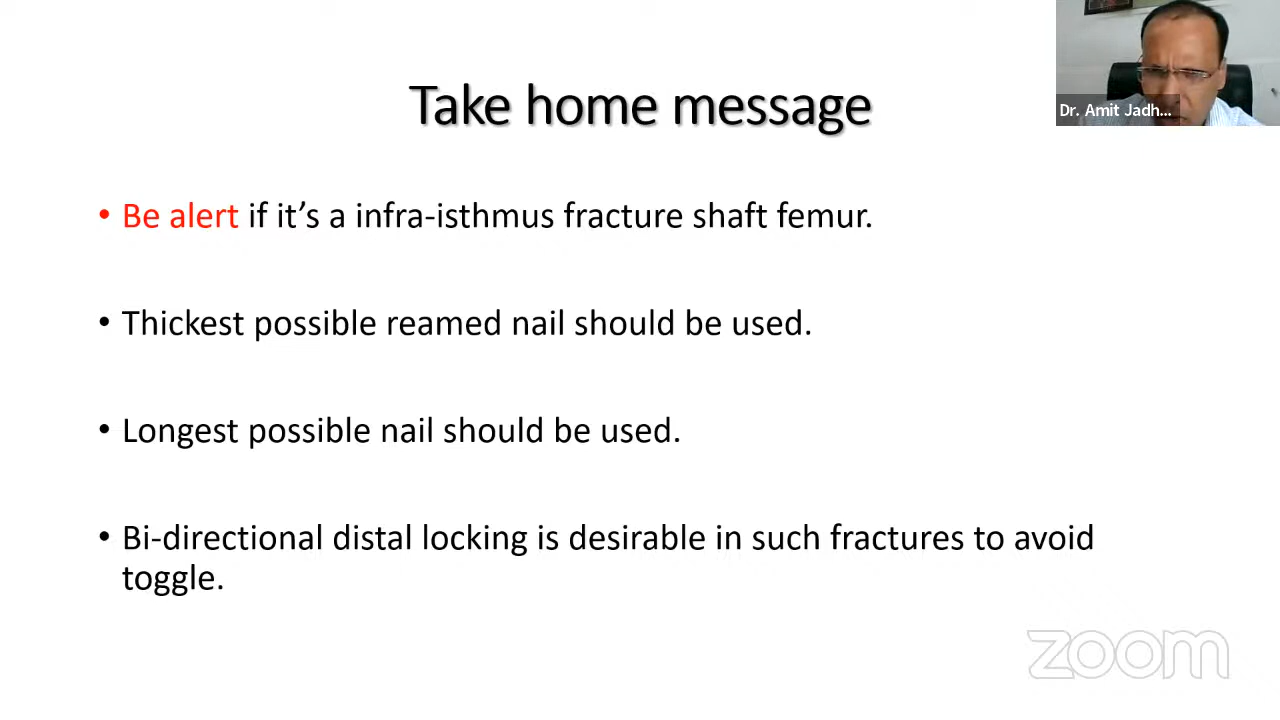 Take home message
Dr. Amit Jadh...
• Be alert if it’s a infra-isthmus fracture shaft femur.
• Thickest possible reamed nail should be used.
• Longest possible nail should be used.
• Bi-directional distal locking is desirable in such fractures to avoid
toggle.
zoom